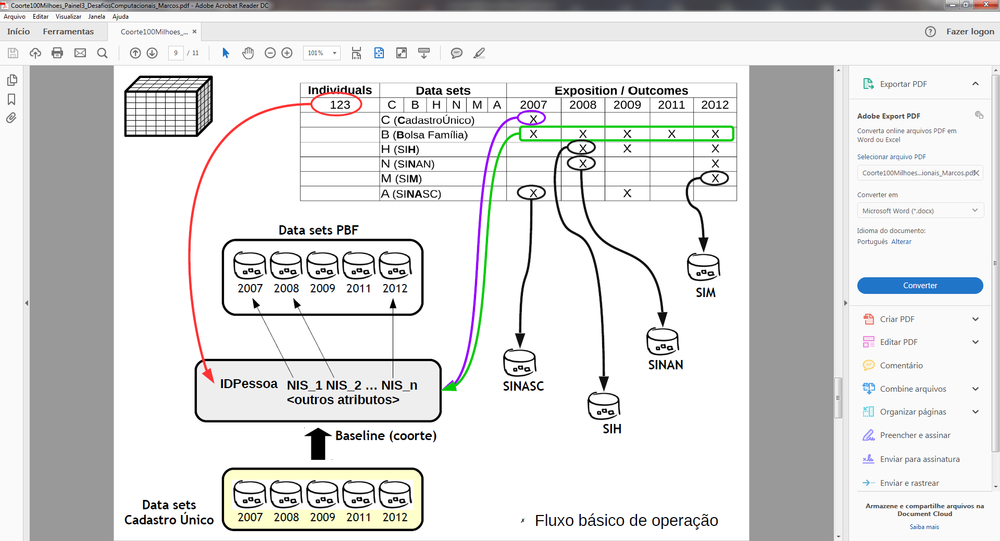 Coorte100Milhoes_Painel3_DesafiosComputacionais_Marcos.pdf - Adobe Acrobat Reader DC
Arquivo Editar Visualizar Janela Ajuda
Início Ferramentas Coorte100Milhoes_... × Fazer logon
9 / 11 101%
Individuals Data sets Exposition / Outcomes
123 C B H N M A 2007 2008 2009 2011 2012
C (CadastroÚnico) X
B (Bolsa Família) X X X X X
H (SIH) X X X
N (SINAN) X X
M (SIM) X
A (SINASC) X X
Data sets PBF
2007 2008 2009 2011 2012
SIM
SINAN
SINASC
SIH
IDPessoa NIS_1 NIS_2 ... NIS_n
<outros atributos>
Baseline (coorte)
Data sets
Cadastro Único
2007 2008 2009 2011 2012
x Fluxo básico de operação
Exportar PDF
Adobe Export PDF
Converta online arquivos PDF em
Word ou Excel
Selecionar arquivo PDF
Coorte100Milhoes...ionais_Marcos.pdf
Converter em
Microsoft Word (*.docx)
Idioma do documento:
Português Alterar
Converter
Criar PDF
Editar PDF
Comentário
Combine arquivos
Organizar páginas
Preencher e assinar
Enviar para assinatura
Enviar e rastrear
Armazene e compartilhe arquivos na
Document Cloud
Saiba mais